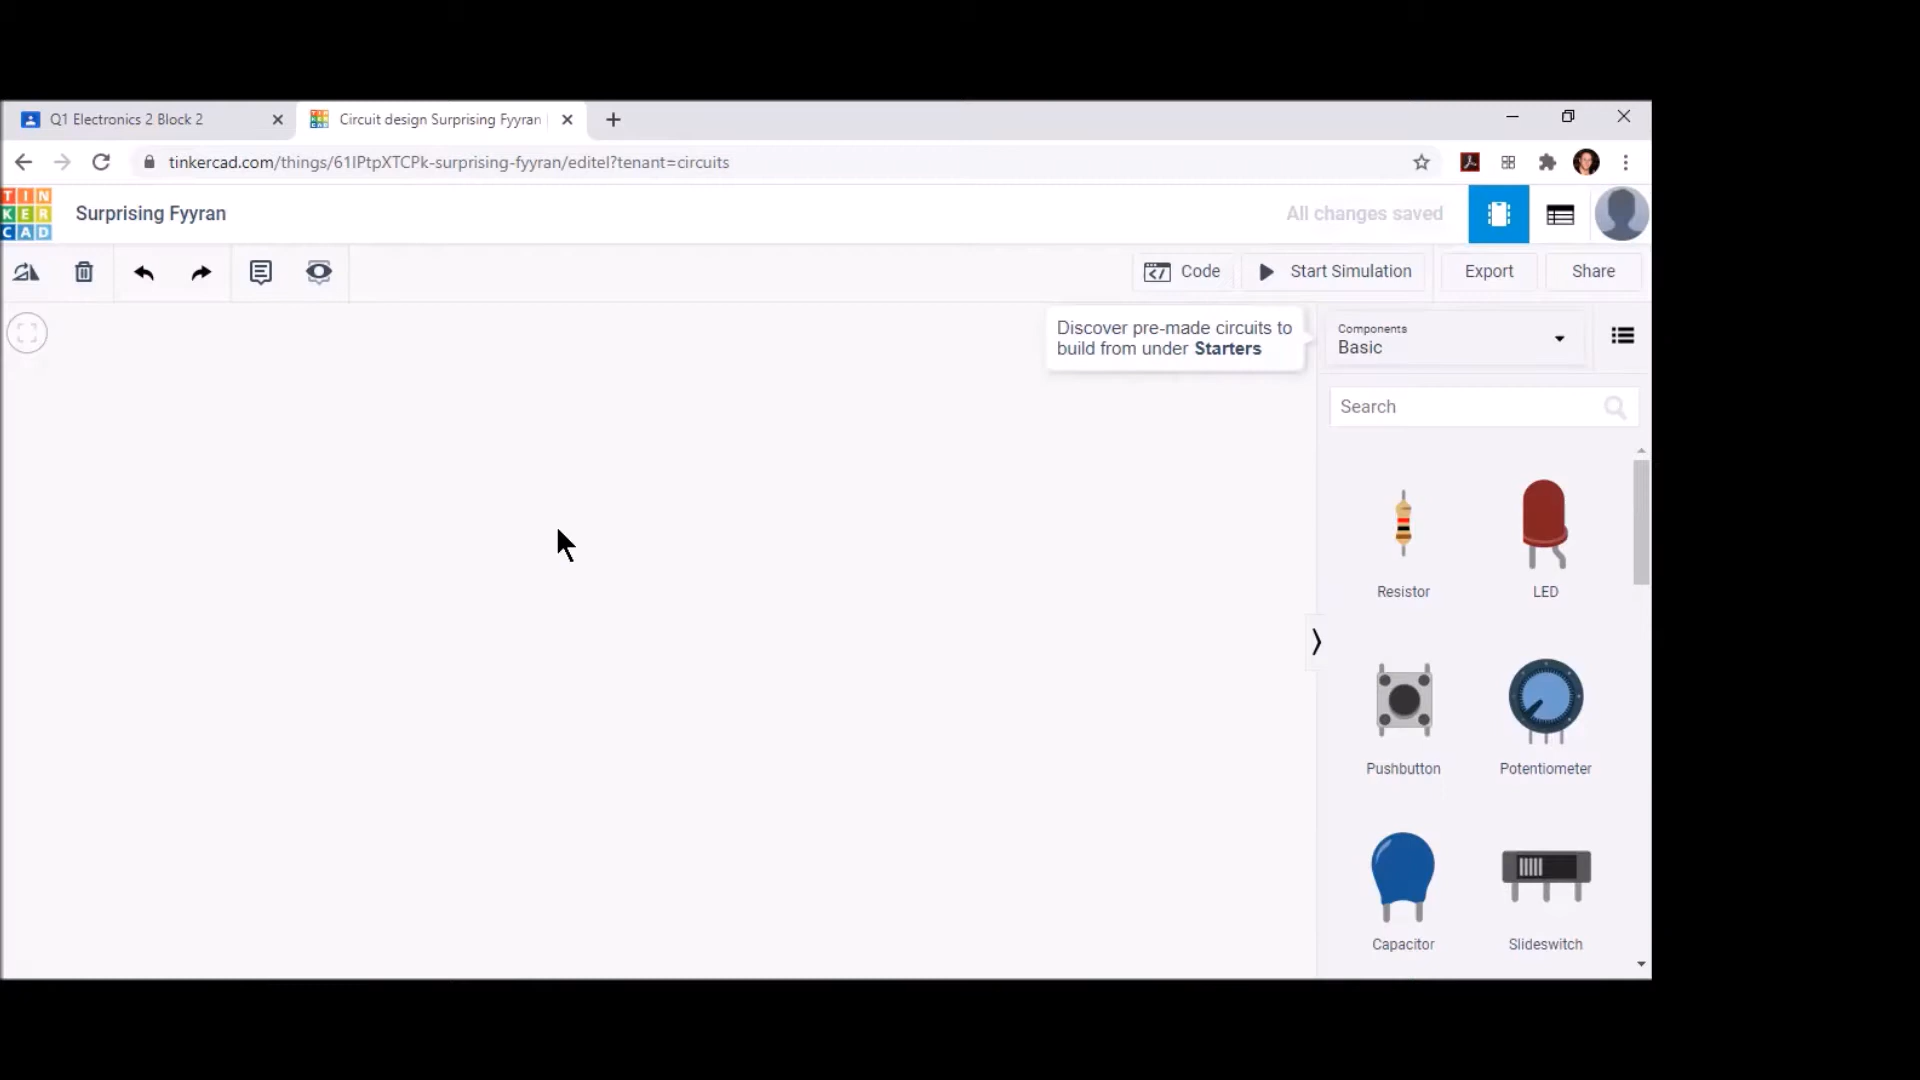 Q1 Electronics 2 Block 2
Circuit design Surprising Fyyran
tinkercad.com/things/61lPtpXTCPk-surprising-fyyran/editel?tenant=circuits
TIN
KER
CAD
Surprising Fyyran
All changes saved
Code
Start Simulation
Export
Share
Discover pre-made circuits to
build from under Starters
Components
Basic
Search
Resistor
LED
Pushbutton
Potentiometer
Capacitor
Slideswitch